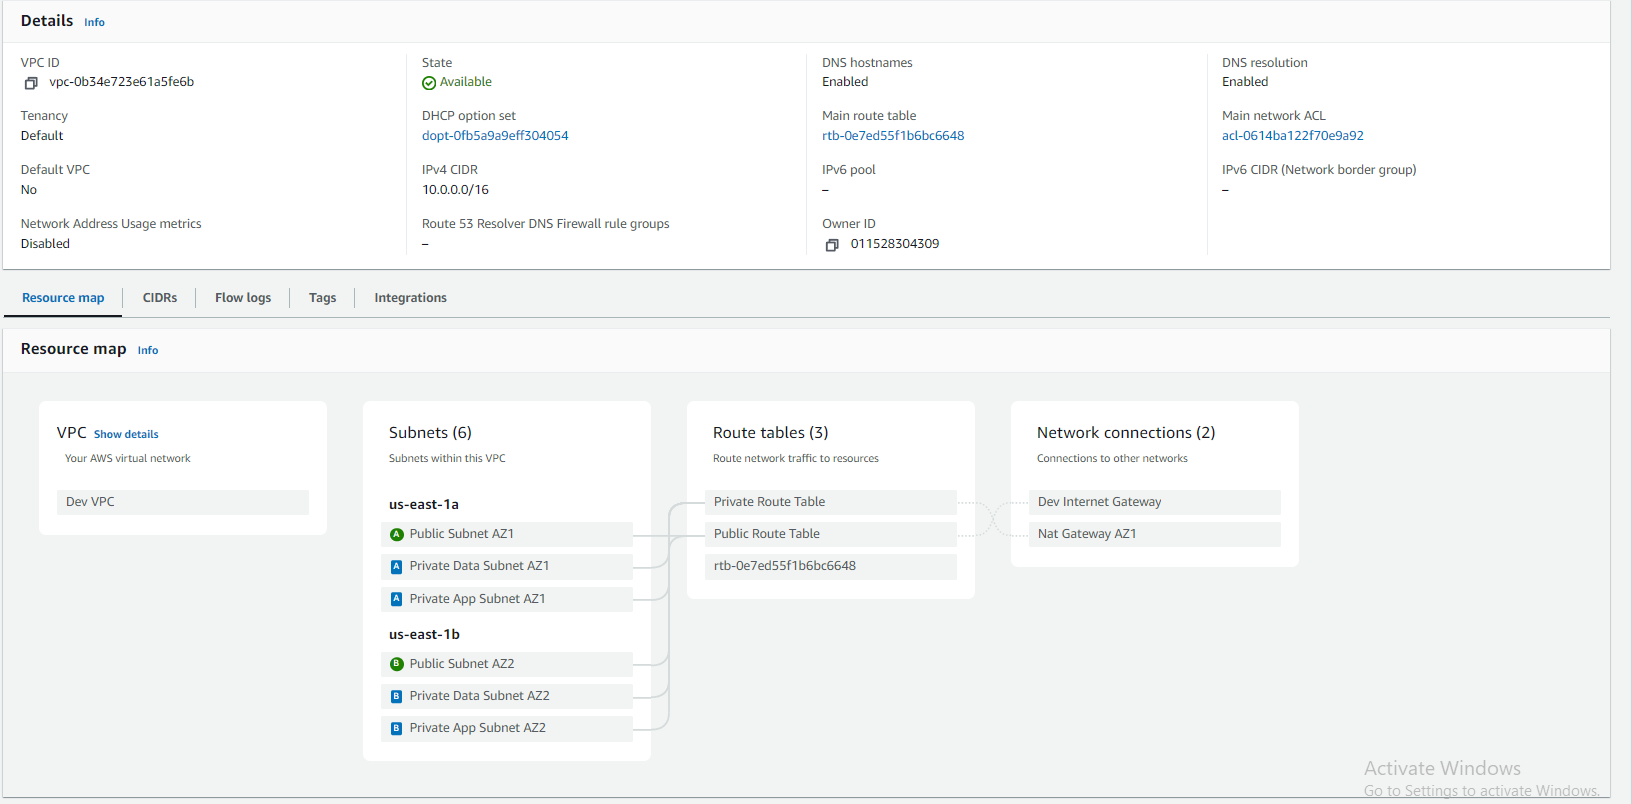 Details Info
VPC ID
vpc-0b34e723e61a5fe6b
State
Available
DNS hostnames
Enabled
DNS resolution
Enabled
Tenancy
Default
DHCP option set
dopt-0fb5a9a9eff304054
Main route table
rtb-0e7ed55f1b6bc6648
Main network ACL
acl-0614ba122f70e9a92
Default VPC
No
IPv4 CIDR
10.0.0.0/16
IPv6 pool
–
IPv6 CIDR (Network border group)
–
Network Address Usage metrics
Disabled
Route 53 Resolver DNS Firewall rule groups
–
Owner ID
011528304309
Resource map CIDRs Flow logs Tags Integrations
Resource map Info
VPC Show details
Your AWS virtual network
Dev VPC
Subnets (6)
Subnets within this VPC
us-east-1a
A Public Subnet AZ1
A Private Data Subnet AZ1
A Private App Subnet AZ1
us-east-1b
B Public Subnet AZ2
B Private Data Subnet AZ2
B Private App Subnet AZ2
Route tables (3)
Route network traffic to resources
Private Route Table
Public Route Table
rtb-0e7ed55f1b6bc6648
Network connections (2)
Connections to other networks
Dev Internet Gateway
Nat Gateway AZ1
Activate Windows
Go to Settings to activate Windows.